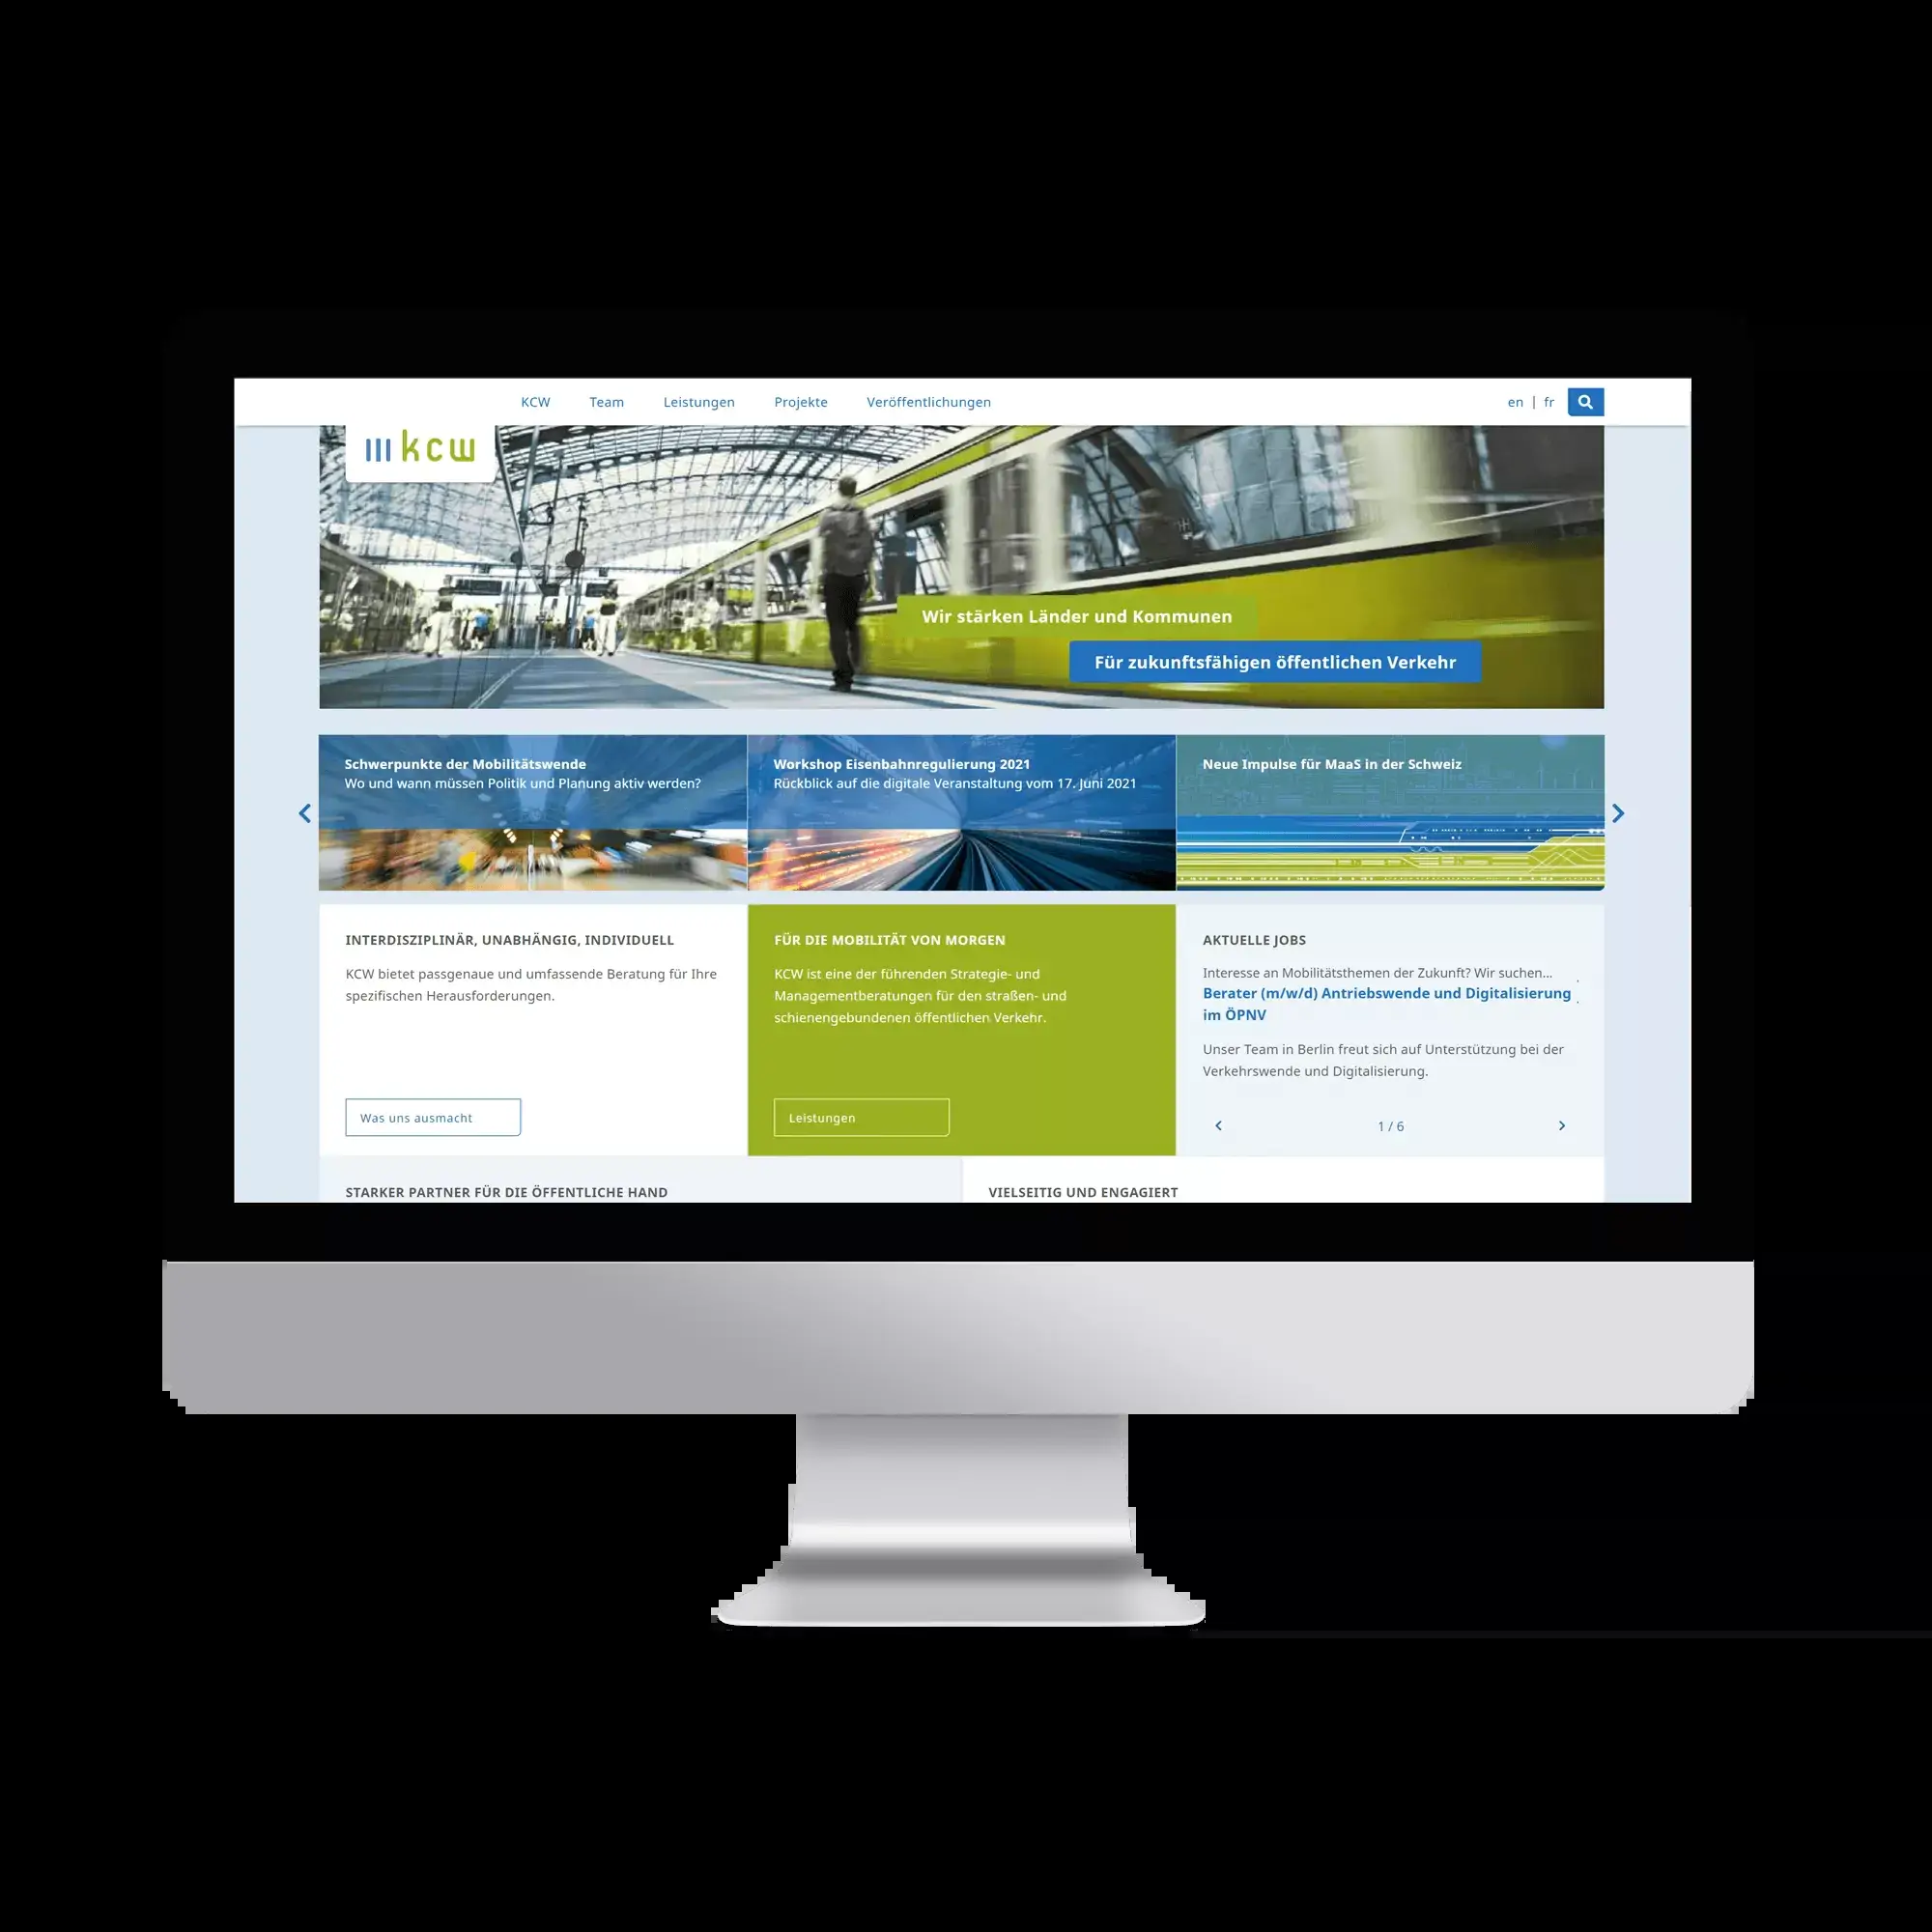 KCW Team Leistungen Projekte Veröffentlichungen en | fr
kcw
Wir stärken Länder und Kommunen
Für zukunftsfähigen öffentlichen Verkehr
Schwerpunkte der Mobilitätswende
Wo und wann müssen Politik und Planung aktiv werden?
Workshop Eisenbahnregulierung 2021
Rückblick auf die digitale Veranstaltung vom 17. Juni 2021
Neue Impulse für MaaS in der Schweiz
INTERDISZIPLINÄR, UNABHÄNGIG, INDIVIDUELL
KCW bietet passgenaue und umfassende Beratung für Ihre
spezifischen Herausforderungen.
Was uns ausmacht
FÜR DIE MOBILITÄT VON MORGEN
KCW ist eine der führenden Strategie- und
Managementberatungen für den straßen- und
schienengebundenen öffentlichen Verkehr.
Leistungen
AKTUELLE JOBS
Interesse an Mobilitätsthemen der Zukunft? Wir suchen...
Berater (m/w/d) Antriebswende und Digitalisierung
im ÖPNV
Unser Team in Berlin freut sich auf Unterstützung bei der
Verkehrswende und Digitalisierung.
1 / 6
STARKER PARTNER FÜR DIE ÖFFENTLICHE HAND
VIELSEITIG UND ENGAGIERT